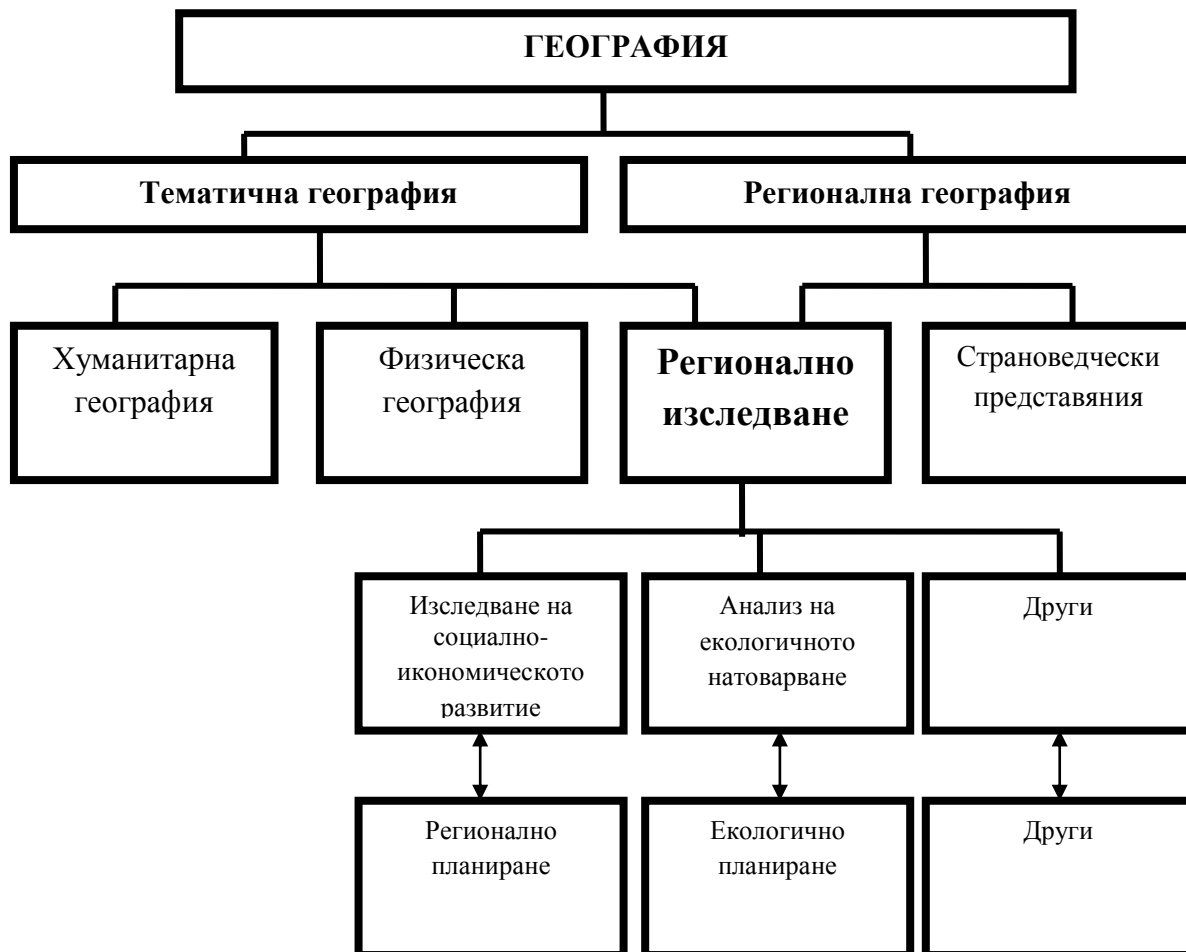 ГЕОГРАФИЯ
Тематична география
Регионална география
Хуманитарна
география
Физическа
география
Регионално
изследване
Страноведчески
представяния
Изследване на
социално-
икономическото
развитие
Анализ на
екологичното
натоварване
Други
Регионално
планиране
Екологично
планиране
Други